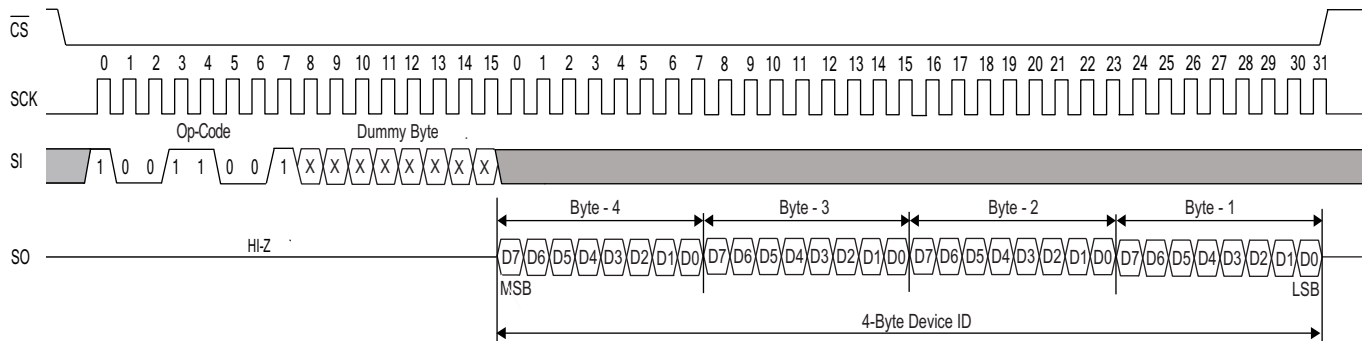 CS
0 1 2 3 4 5 6 7 8 9 10 11 12 13 14 15 0 1 2 3 4 5 6 7 8 9 10 11 12 13 14 15 16 17 18 19 20 21 22 23 24 25 26 27 28 29 30 31
SCK
Op-Code Dummy Byte
SI 1 0 0 1 1 0 0 1 X X X X X X X X
Byte - 4 Byte - 3 Byte - 2 Byte - 1
HI-Z
SO D7 D6 D5 D4 D3 D2 D1 D0 D7 D6 D5 D4 D3 D2 D1 D0 D7 D6 D5 D4 D3 D2 D1 D0 D7 D6 D5 D4 D3 D2 D1 D0
MSB LSB
4-Byte Device ID